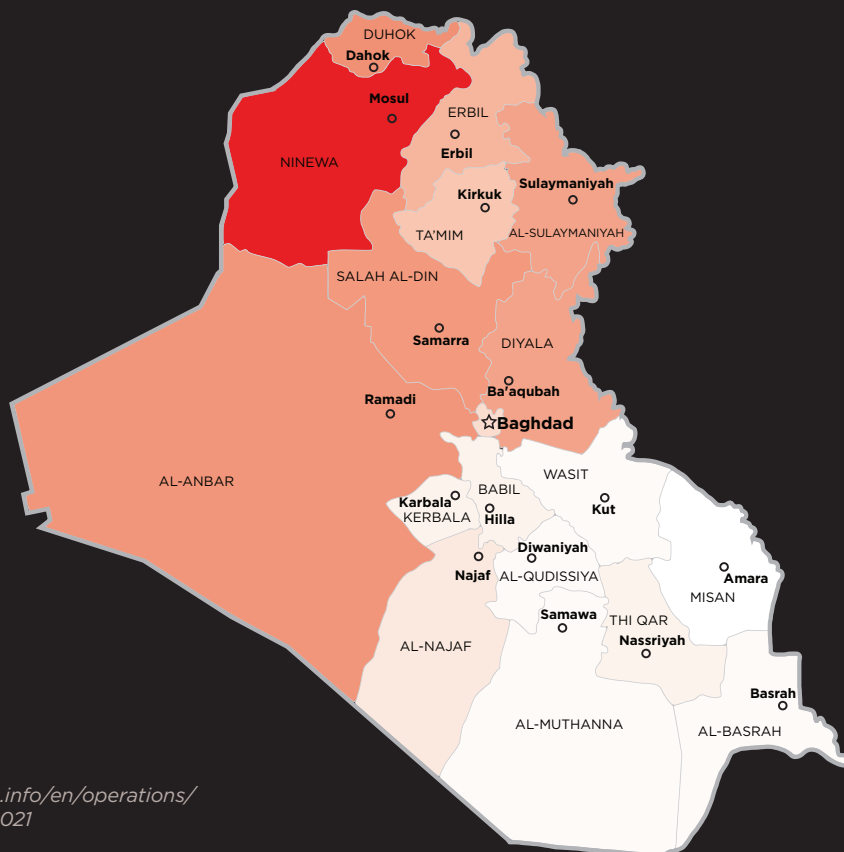 DUHOK
Dahok
Mosul
ERBIL
Erbil
NINEWA
Sulaymaniyah
Kirkuk
TA'MIM
AL-SULAYMANIYAH
SALAH AL-DIN
Samarra
DIYALA
Ba'aqubah
Ramadi
Baghdad
AL-ANBAR
WASIT
BABIL
Karbala
KERBALA
Hilla
Kut
Diwaniyah
Najaf
AL-QUDISSIYA
Amara
MISAN
Samawa
THI QAR
Nassriyah
AL-NAJAF
Basrah
AL-MUTHANNA
AL-BASRAH
.info/en/operations/
021